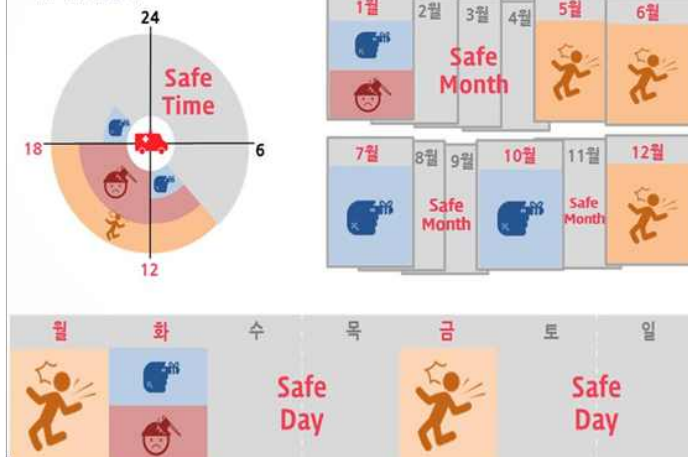 24
Safe
Time
18
6
12
1월 2월 3월 4월 5월 6월
Safe
Month
7월 8월 9월 10월 11월 12월
Safe
Month
Safe
Month
월 화 수 목 금 토 일
Safe
Day
Safe
Day